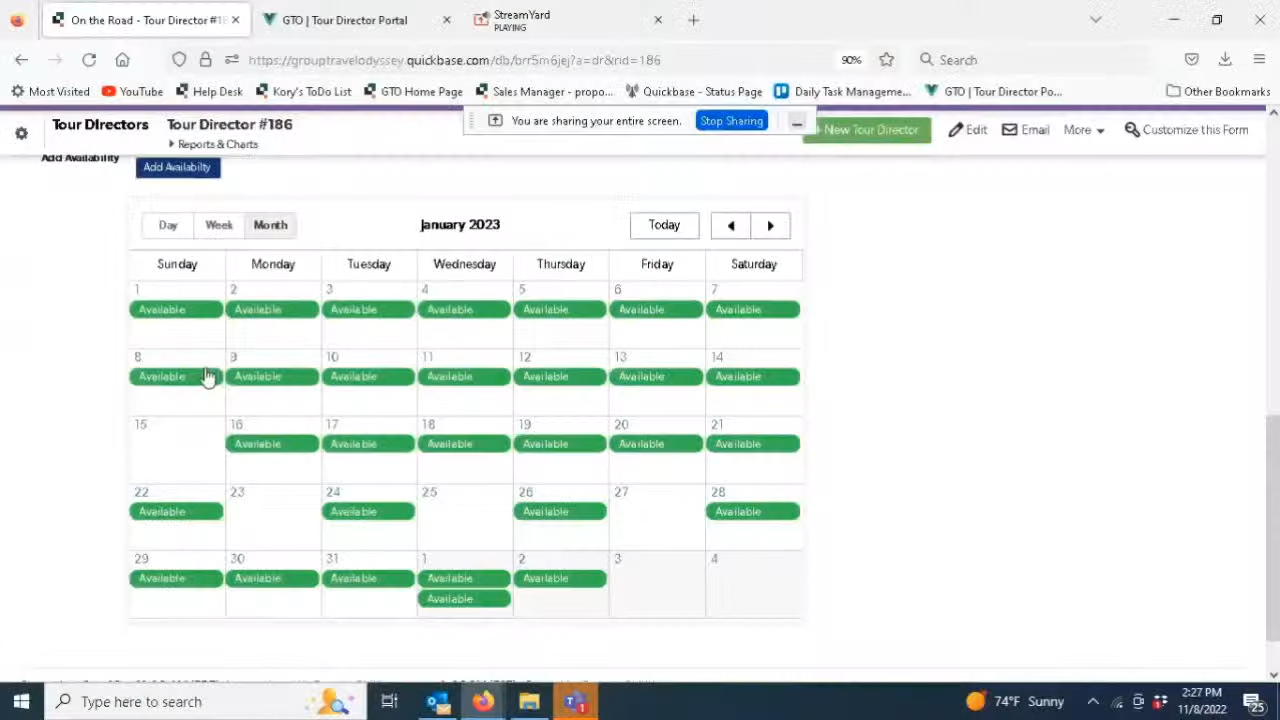 On the Road - Tour Director #18
GTO | Tour Director Portal
StreamYard
PLAYING
https://grouptravelodyssey.quickbase.com/db/brr5m6jej?a=dr&rid=186
90%
Search
Most Visited
YouTube
Help Desk
Kory's ToDo List
GTO Home Page
Sales Manager - propo...
Quickbase - Status Page
Daily Task Manageme...
GTO | Tour Director Po...
Other Bookmarks
Tour Directors
Tour Director #186
Reports & Charts
You are sharing your entire screen.
Stop Sharing
New Tour Director
Edit
Email
More
Customize this Form
Add Availability
Add Availabilty
Day Week Month
January 2023
Today
Sunday Monday Tuesday Wednesday Thursday Friday Saturday
1 2 3 4 5 6 7
Available Available Available Available Available Available Available
8 9 10 11 12 13 14
Available Available Available Available Available Available Available
15 16 17 18 19 20 21
Available Available Available Available Available Available
22 23 24 25 26 27 28
Available Available Available Available
29 30 31 1 2 3 4
Available Available Available Available Available
Available
Type here to search
1
74°F Sunny
2:27 PM
11/8/2022
25